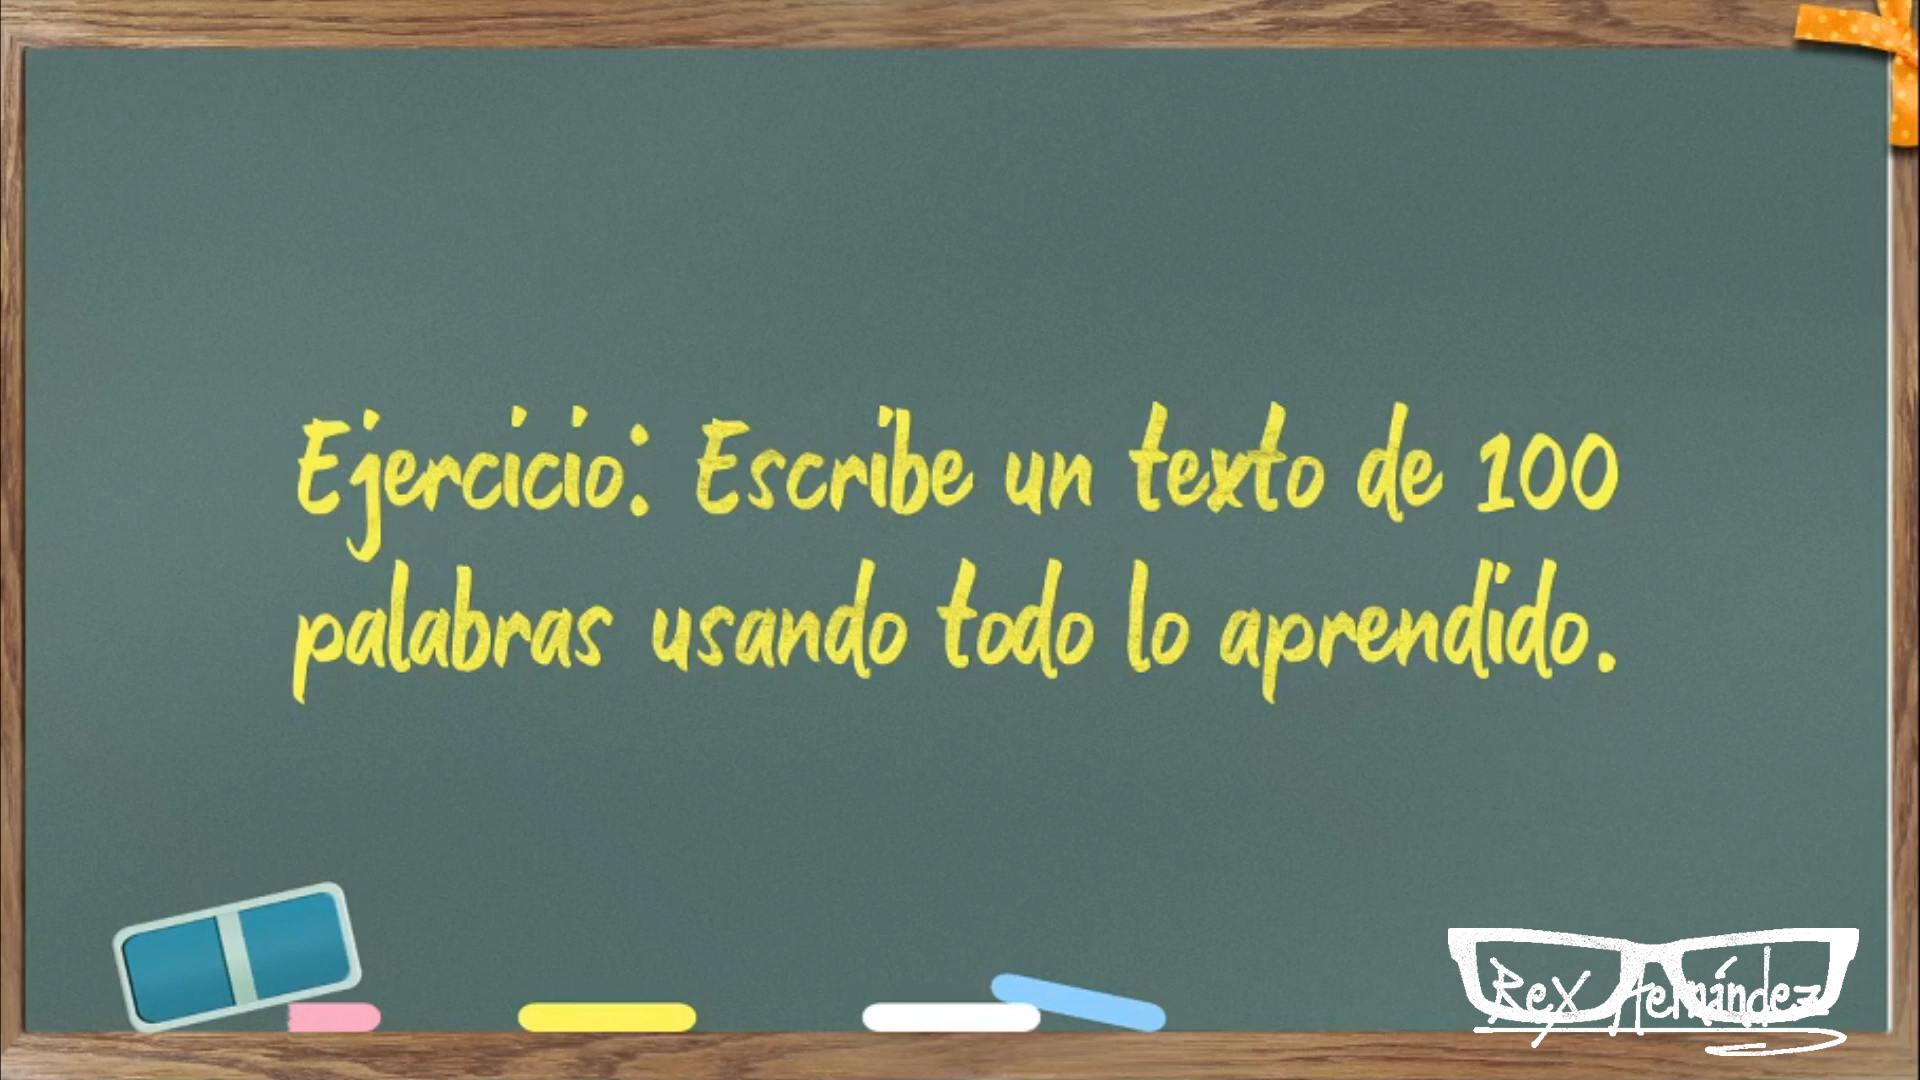 Ejercicio: Escribe un texto de 100
palabras usando todo lo aprendido.
Rex Hernández